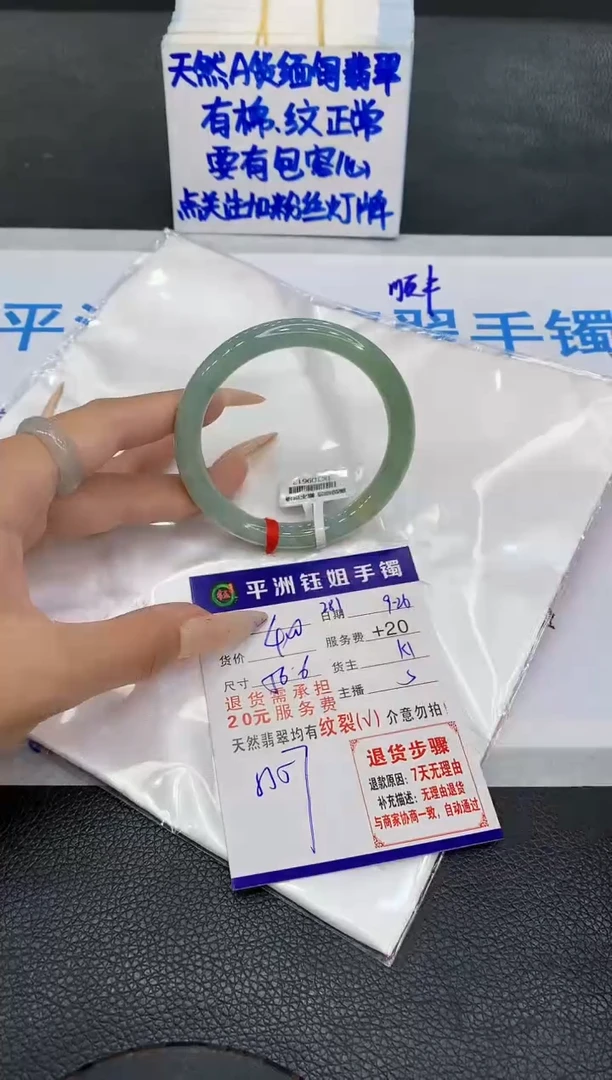 天然A货缅甸翡翠
有棉、纹正常
要有包容心
点关注加粉丝灯牌
顺丰
平洲
翠手镯
平洲钰姐手镯
日期 9-26
货价 400 服务费 +20
尺寸 56.6 货主 K1
主播 S
退货需承担
20元服务费
天然翡翠均有纹裂(√)介意勿拍!
退货步骤
退款原因:7天无理由
补充描述:无理由退货
与商家协商一致,自动通过